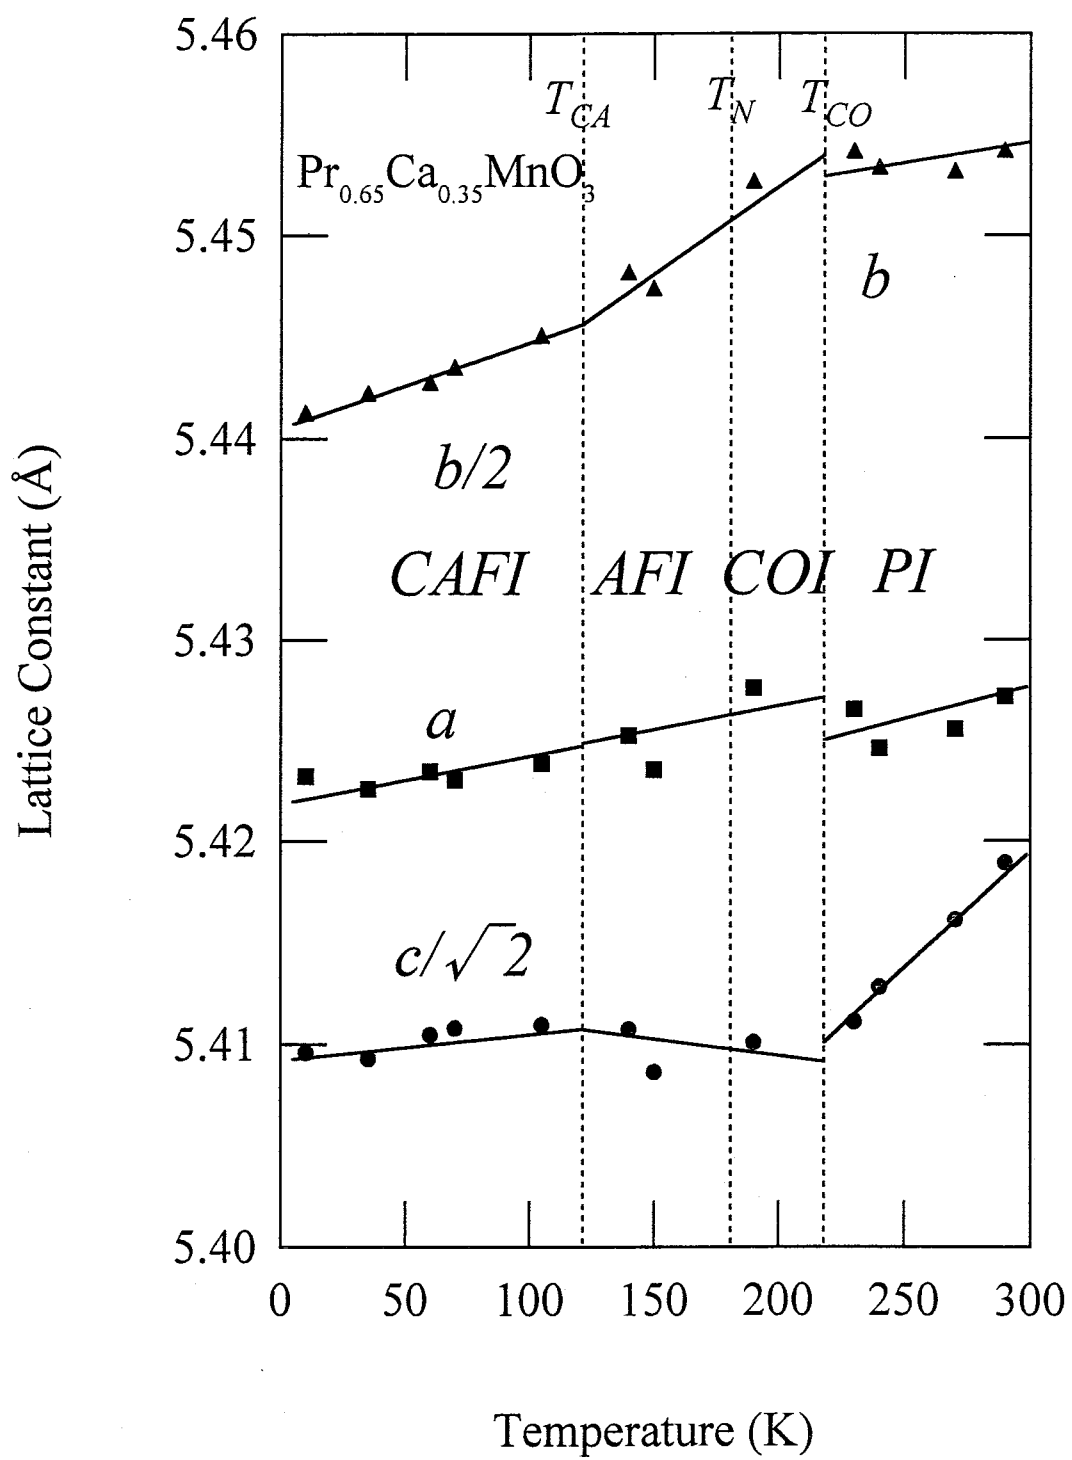 5.46
T_CA T_N T_CO
Pr₀.₆₅Ca₀.₃₅MnO₃
5.45
b
5.44
b/2
CAFI AFI COI PI
5.43
a
5.42
c/√2
5.41
5.40
0 50 100 150 200 250 300
Lattice Constant (Å)
Temperature (K)